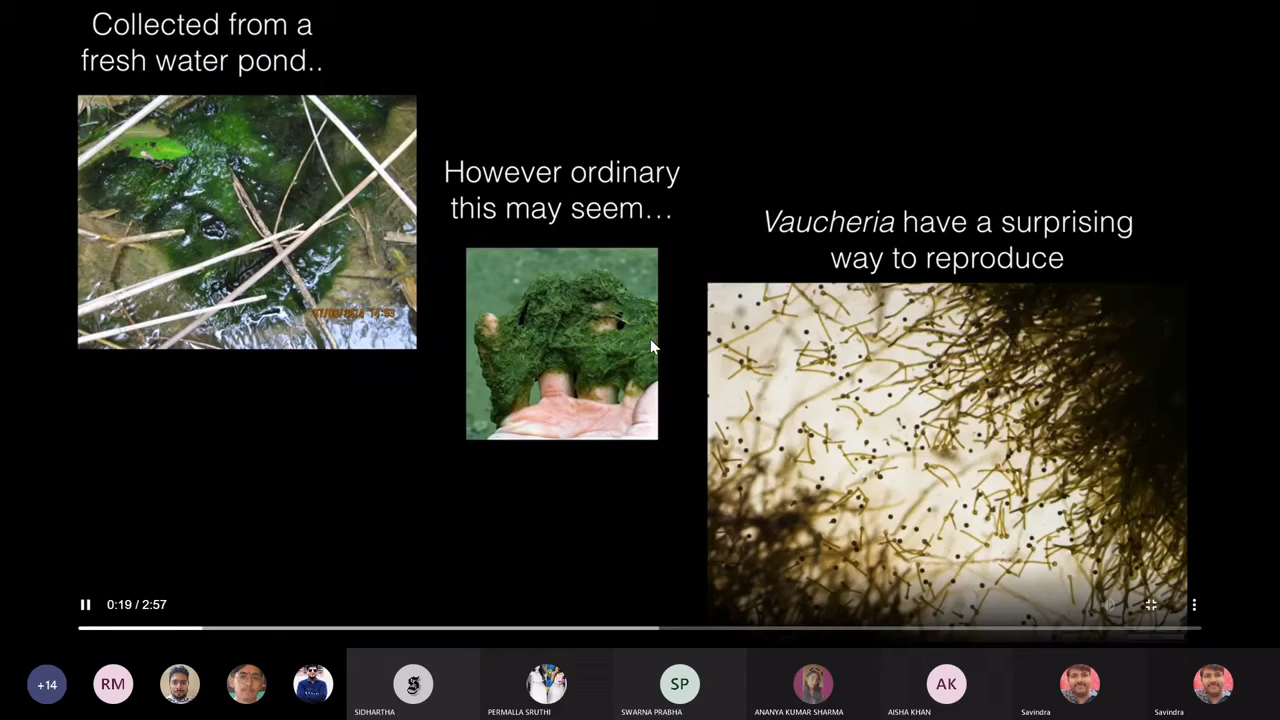 Collected from a
fresh water pond..
However ordinary
this may seem...
Vaucheria have a surprising
way to reproduce
0:19 / 2:57
+14
RM
S
SIDHARTHA
PERMALLA SRUTHI
SP
SWARNA PRABHA
ANANYA KUMAR SHARMA
AK
AISHA KHAN
Savindra
Savindra